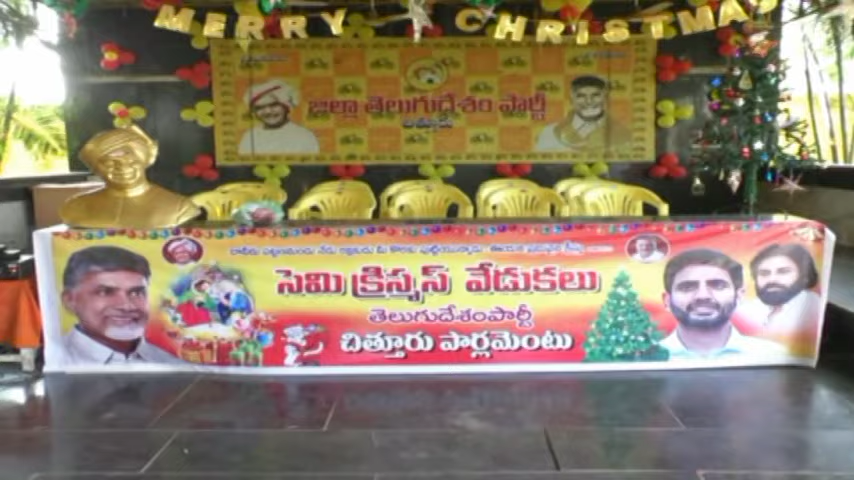 MERRY CHRISTMAS
జిల్లా తెలుగుదేశం పార్టీ
చిత్తూరు
సెమి క్రిస్మస్ వేడుకలు
తెలుగుదేశంపార్టీ
చిత్తూరు పార్లమెంటు